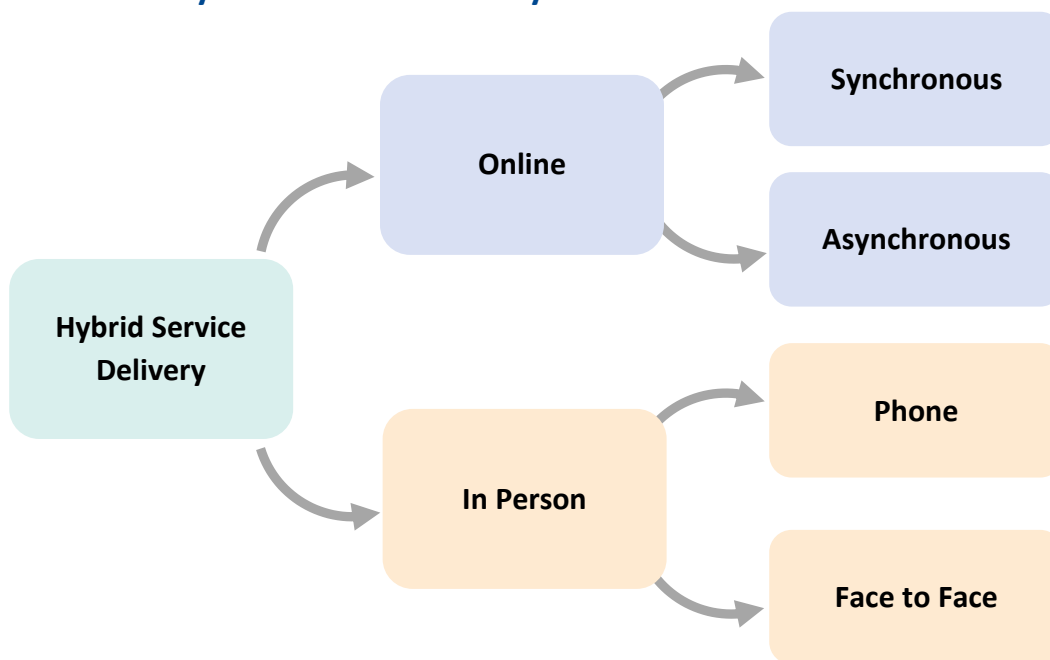 Synchronous
Online
Asynchronous
Hybrid Service
Delivery
Phone
In Person
Face to Face